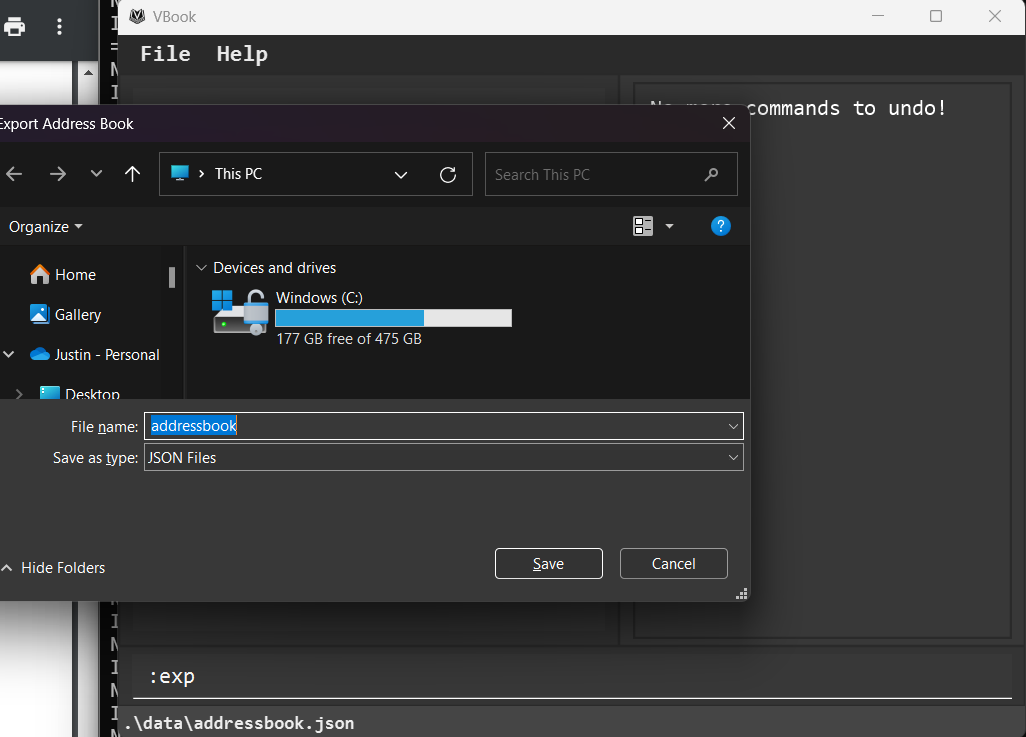 VBook
File Help
commands to undo!
Export Address Book
This PC
Search This PC
Organize
?
Home
Gallery
Justin - Personal
Desktop
Devices and drives
Windows (C:)
177 GB free of 475 GB
File name: addressbook
Save as type: JSON Files
Hide Folders
Save
Cancel
:exp
.\data\addressbook.json